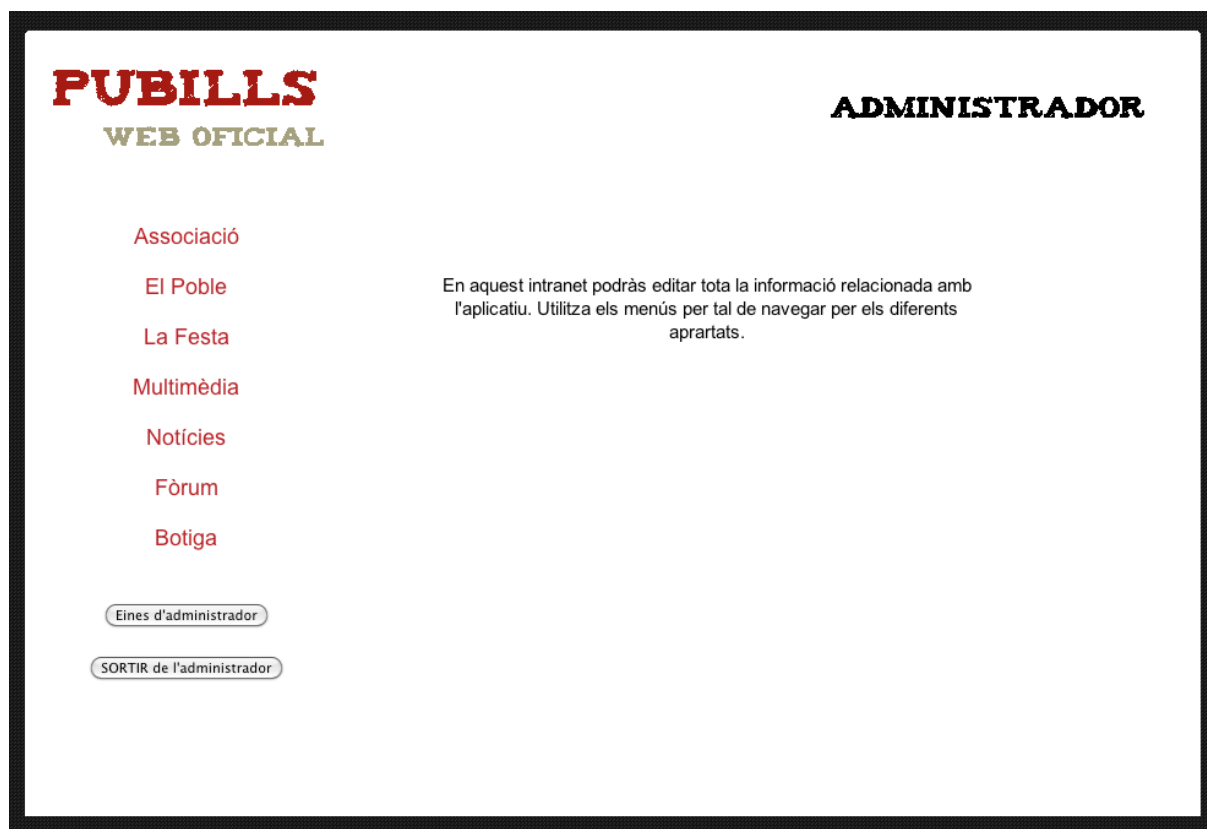 PUBILLS
WEB OFICIAL
ADMINISTRADOR
Associació
El Poble
La Festa
Multimèdia
Notícies
Fòrum
Botiga
Eines d'administrador
SORTIR de l'administrador
En aquest intranet podràs editar tota la informació relacionada amb
l'aplicatiu. Utilitza els menús per tal de navegar per els diferents
aprartats.